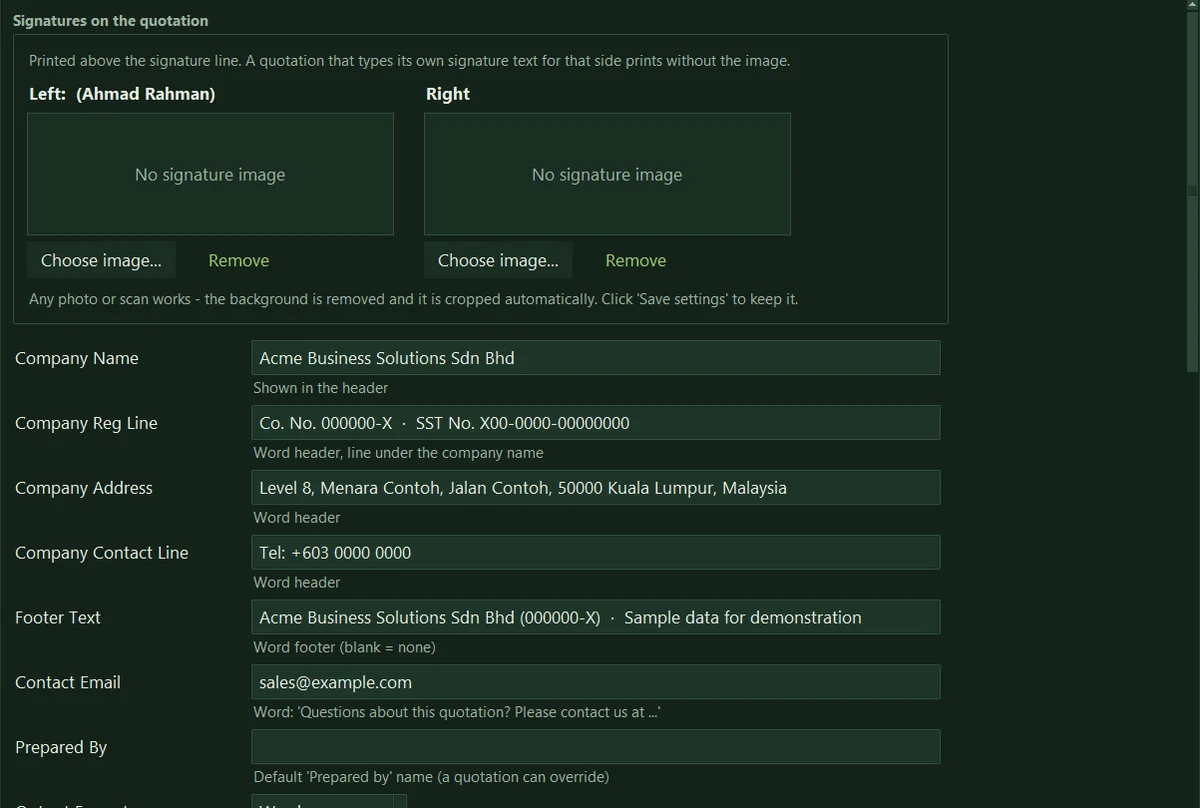 Signatures on the quotation
Printed above the signature line. A quotation that types its own signature text for that side prints without the image.
Left:  (Ahmad Rahman)
Right
No signature image
No signature image
Choose image...
Remove
Choose image...
Remove
Any photo or scan works - the background is removed and it is cropped automatically. Click 'Save settings' to keep it.
Company Name
Acme Business Solutions Sdn Bhd
Shown in the header
Company Reg Line
Co. No. 000000-X  ·  SST No. X00-0000-00000000
Word header, line under the company name
Company Address
Level 8, Menara Contoh, Jalan Contoh, 50000 Kuala Lumpur, Malaysia
Word header
Company Contact Line
Tel: +603 0000 0000
Word header
Footer Text
Acme Business Solutions Sdn Bhd (000000-X)  ·  Sample data for demonstration
Word footer (blank = none)
Contact Email
sales@example.com
Word: 'Questions about this quotation? Please contact us at ...'
Prepared By
Default 'Prepared by' name (a quotation can override)